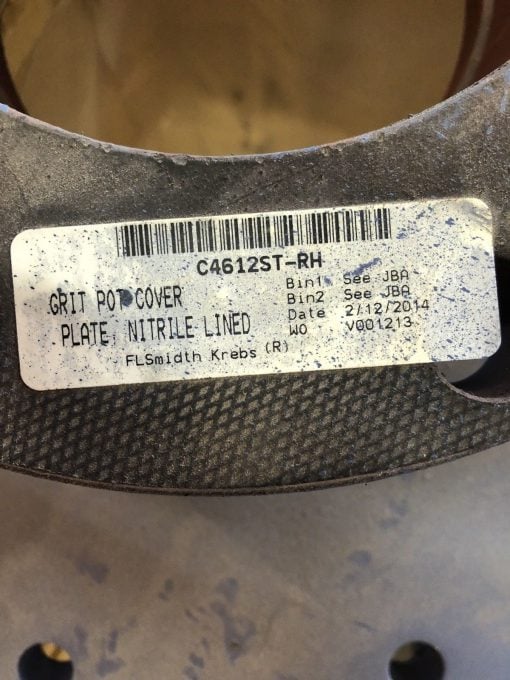 C4612ST-RH
GRIT POT COVER
PLATE, NITRILE LINED
FLSmidth Krebs (R)
Bin1 See JBA
Bin2 See JBA
Date 2/12/2014
WO V001213